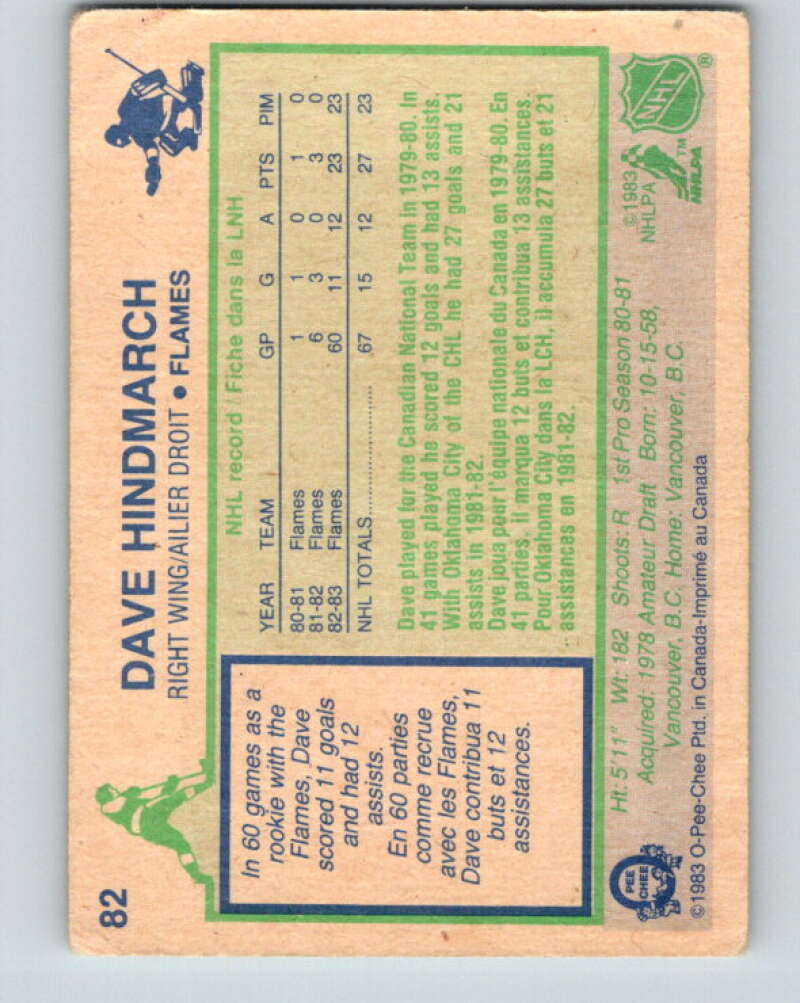 82
DAVE HINDMARCH
RIGHT WING/AILIER DROIT • FLAMES
In 60 games as a
rookie with the
Flames, Dave
scored 11 goals
and had 12
assists.
En 60 parties
comme recrue
avec les Flames,
Dave contribua 11
buts et 12
assistances.
NHL record / Fiche dans la LNH
YEAR TEAM GP G A PTS PIM
80-81 Flames 1 1 0 1 0
81-82 Flames 6 3 0 3 0
82-83 Flames 60 11 12 23 23
NHL TOTALS........................ 67 15 12 27 23
Dave played for the Canadian National Team in 1979-80. In
41 games played he scored 12 goals and had 13 assists.
With Oklahoma City of the CHL he had 27 goals and 21
assists in 1981-82.
Dave joua pour l'équipe nationale du Canada en 1979-80. En
41 parties, il marqua 12 buts et contribua 13 assistances.
Pour Oklahoma City dans la LCH, il accumula 27 buts et 21
assistances en 1981-82.
Ht: 5'11" Wt: 182 Shoots: R 1st Pro Season 80-81
Acquired: 1978 Amateur Draft Born: 10-15-58,
Vancouver, B.C. Home: Vancouver, B.C.
©1983
NHLPA
NHLPA ™
NHL ®
O
PEE
CHEE
©1983 O-Pee-Chee Ptd. in Canada-Imprimé au Canada